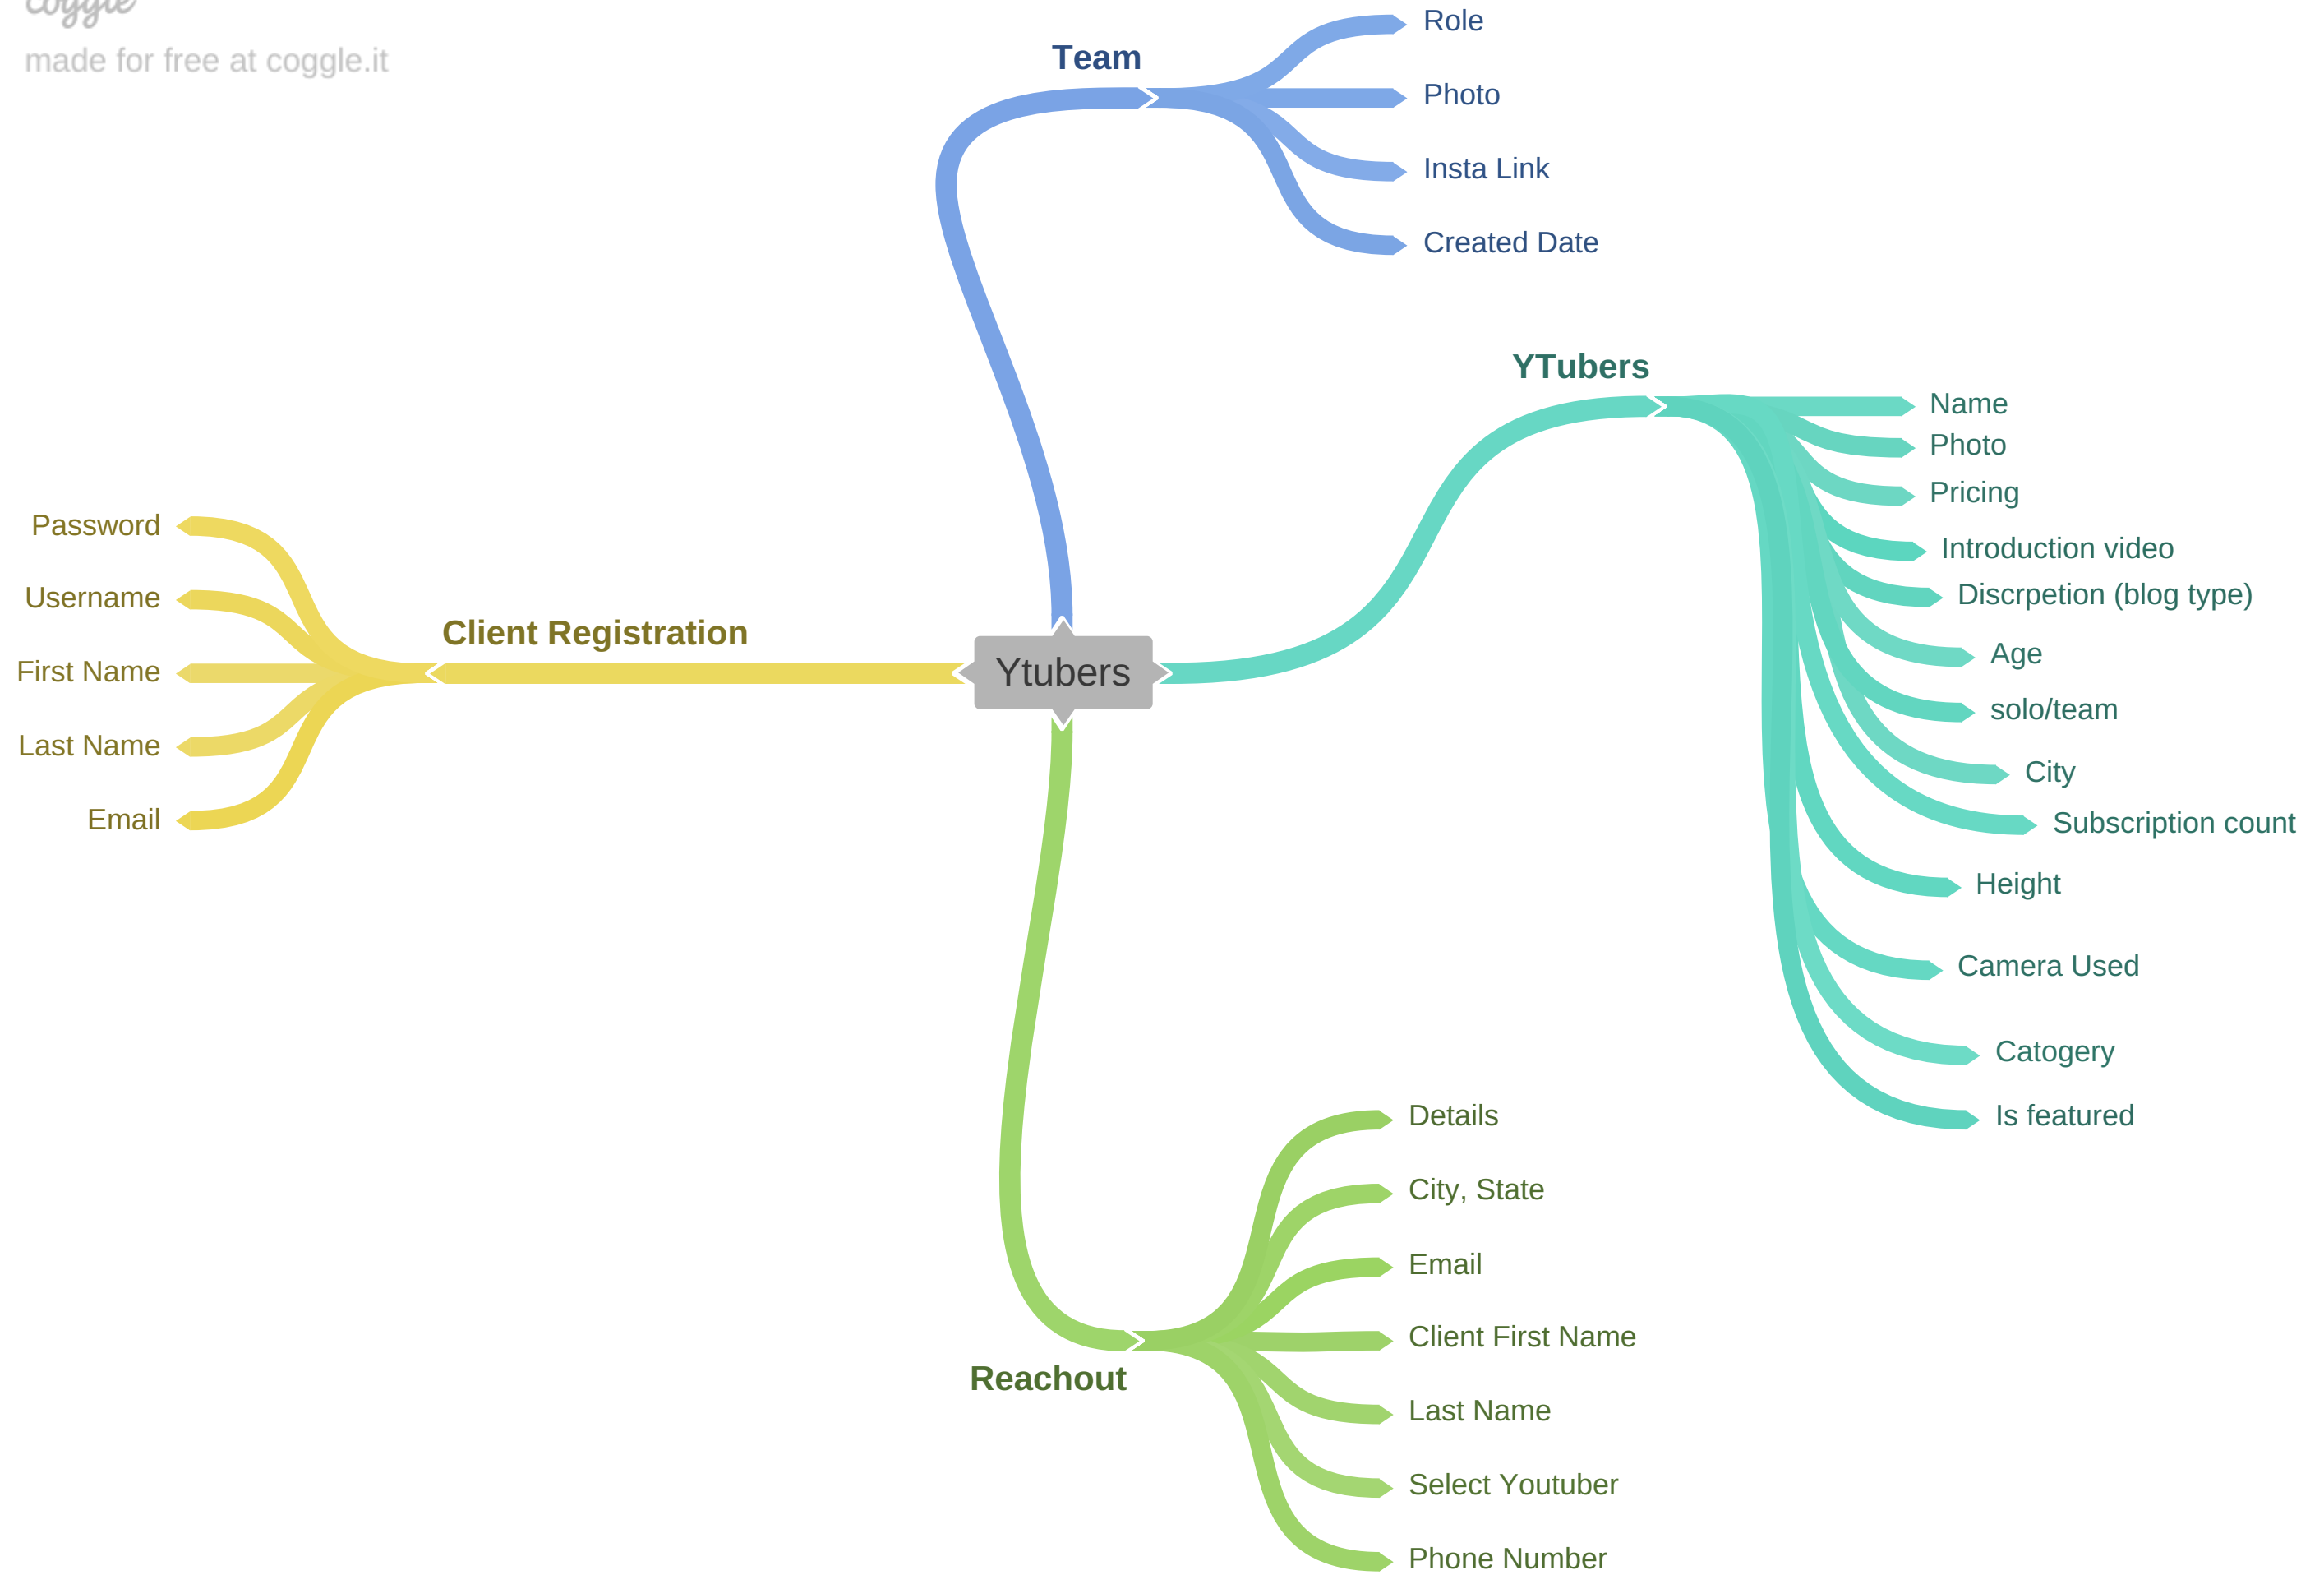 coggle
made for free at coggle.it
Team
Role
Photo
Insta Link
Created Date
YTubers
Name
Photo
Pricing
Introduction video
Discrpetion (blog type)
Age
solo/team
City
Subscription count
Height
Camera Used
Catogery
Is featured
Ytubers
Client Registration
Password
Username
First Name
Last Name
Email
Reachout
Details
City, State
Email
Client First Name
Last Name
Select Youtuber
Phone Number